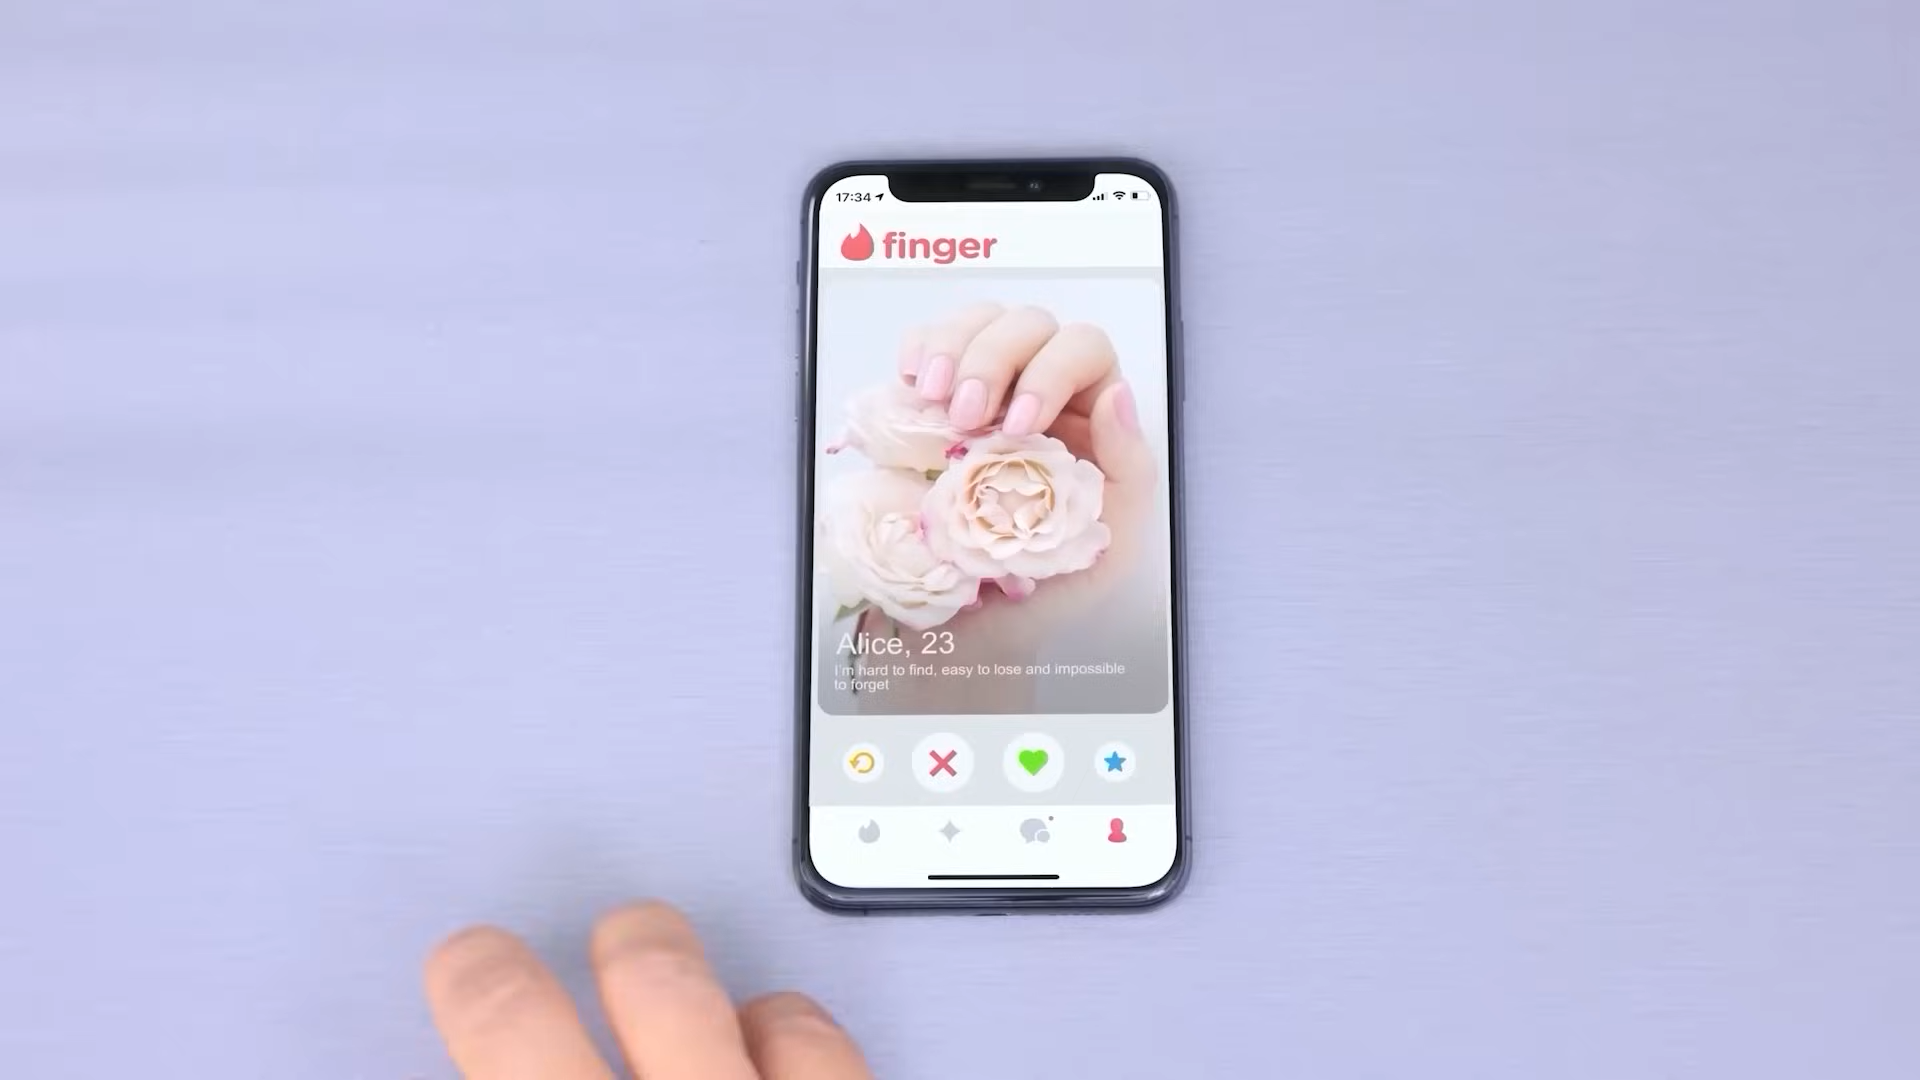 17:34
finger
Alice, 23
I'm hard to find, easy to lose and impossible
to forget